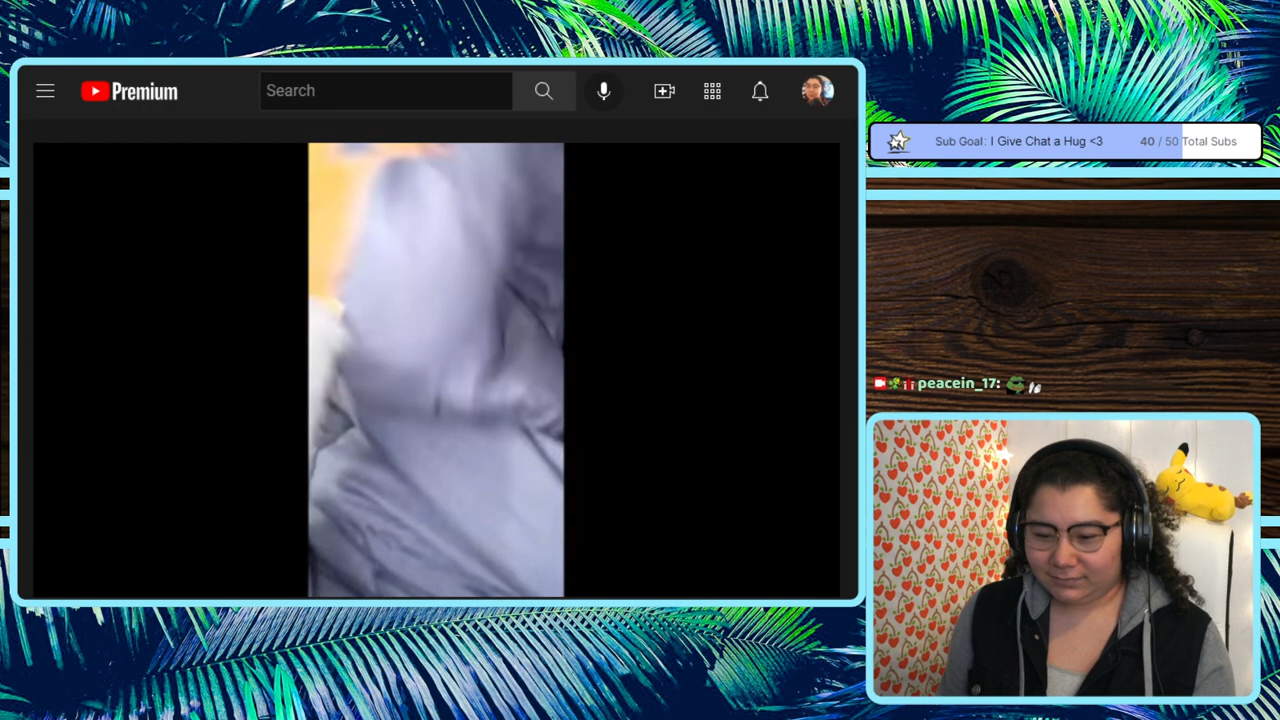 Premium
Search
Sub Goal: I Give Chat a Hug <3 40 / 50 Total Subs
peacein_17: